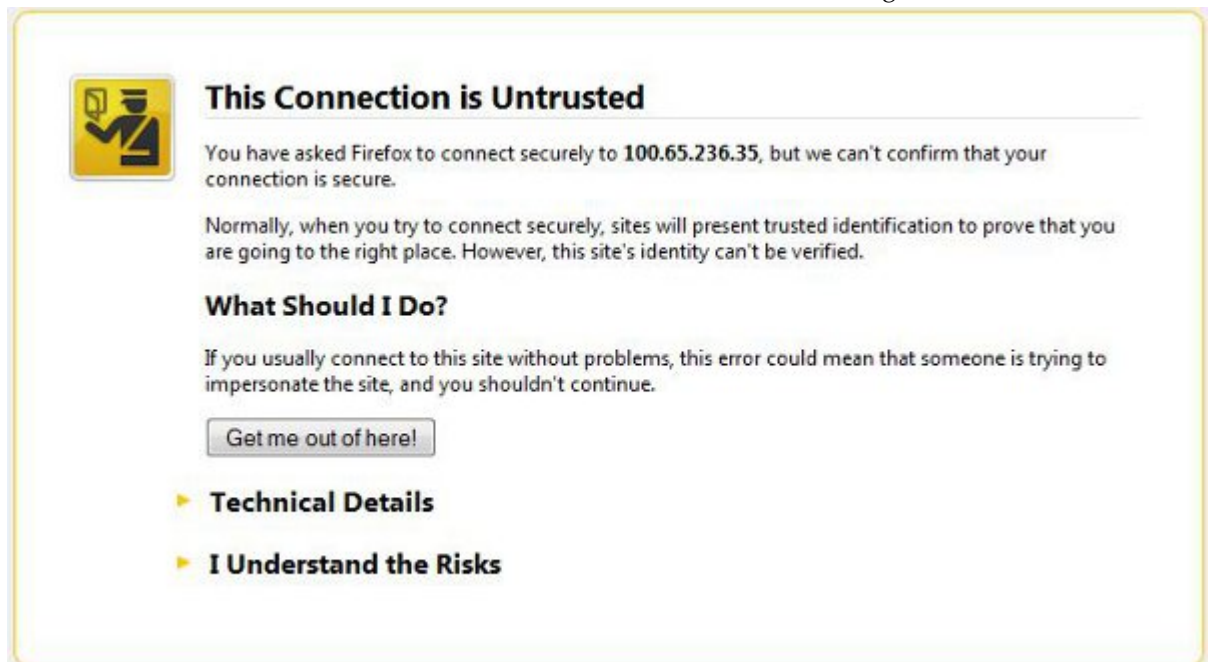 This Connection is Untrusted
You have asked Firefox to connect securely to 100.65.236.35, but we can't confirm that your
connection is secure.
Normally, when you try to connect securely, sites will present trusted identification to prove that you
are going to the right place. However, this site's identity can't be verified.
What Should I Do?
If you usually connect to this site without problems, this error could mean that someone is trying to
impersonate the site, and you shouldn't continue.
Get me out of here!
Technical Details
I Understand the Risks